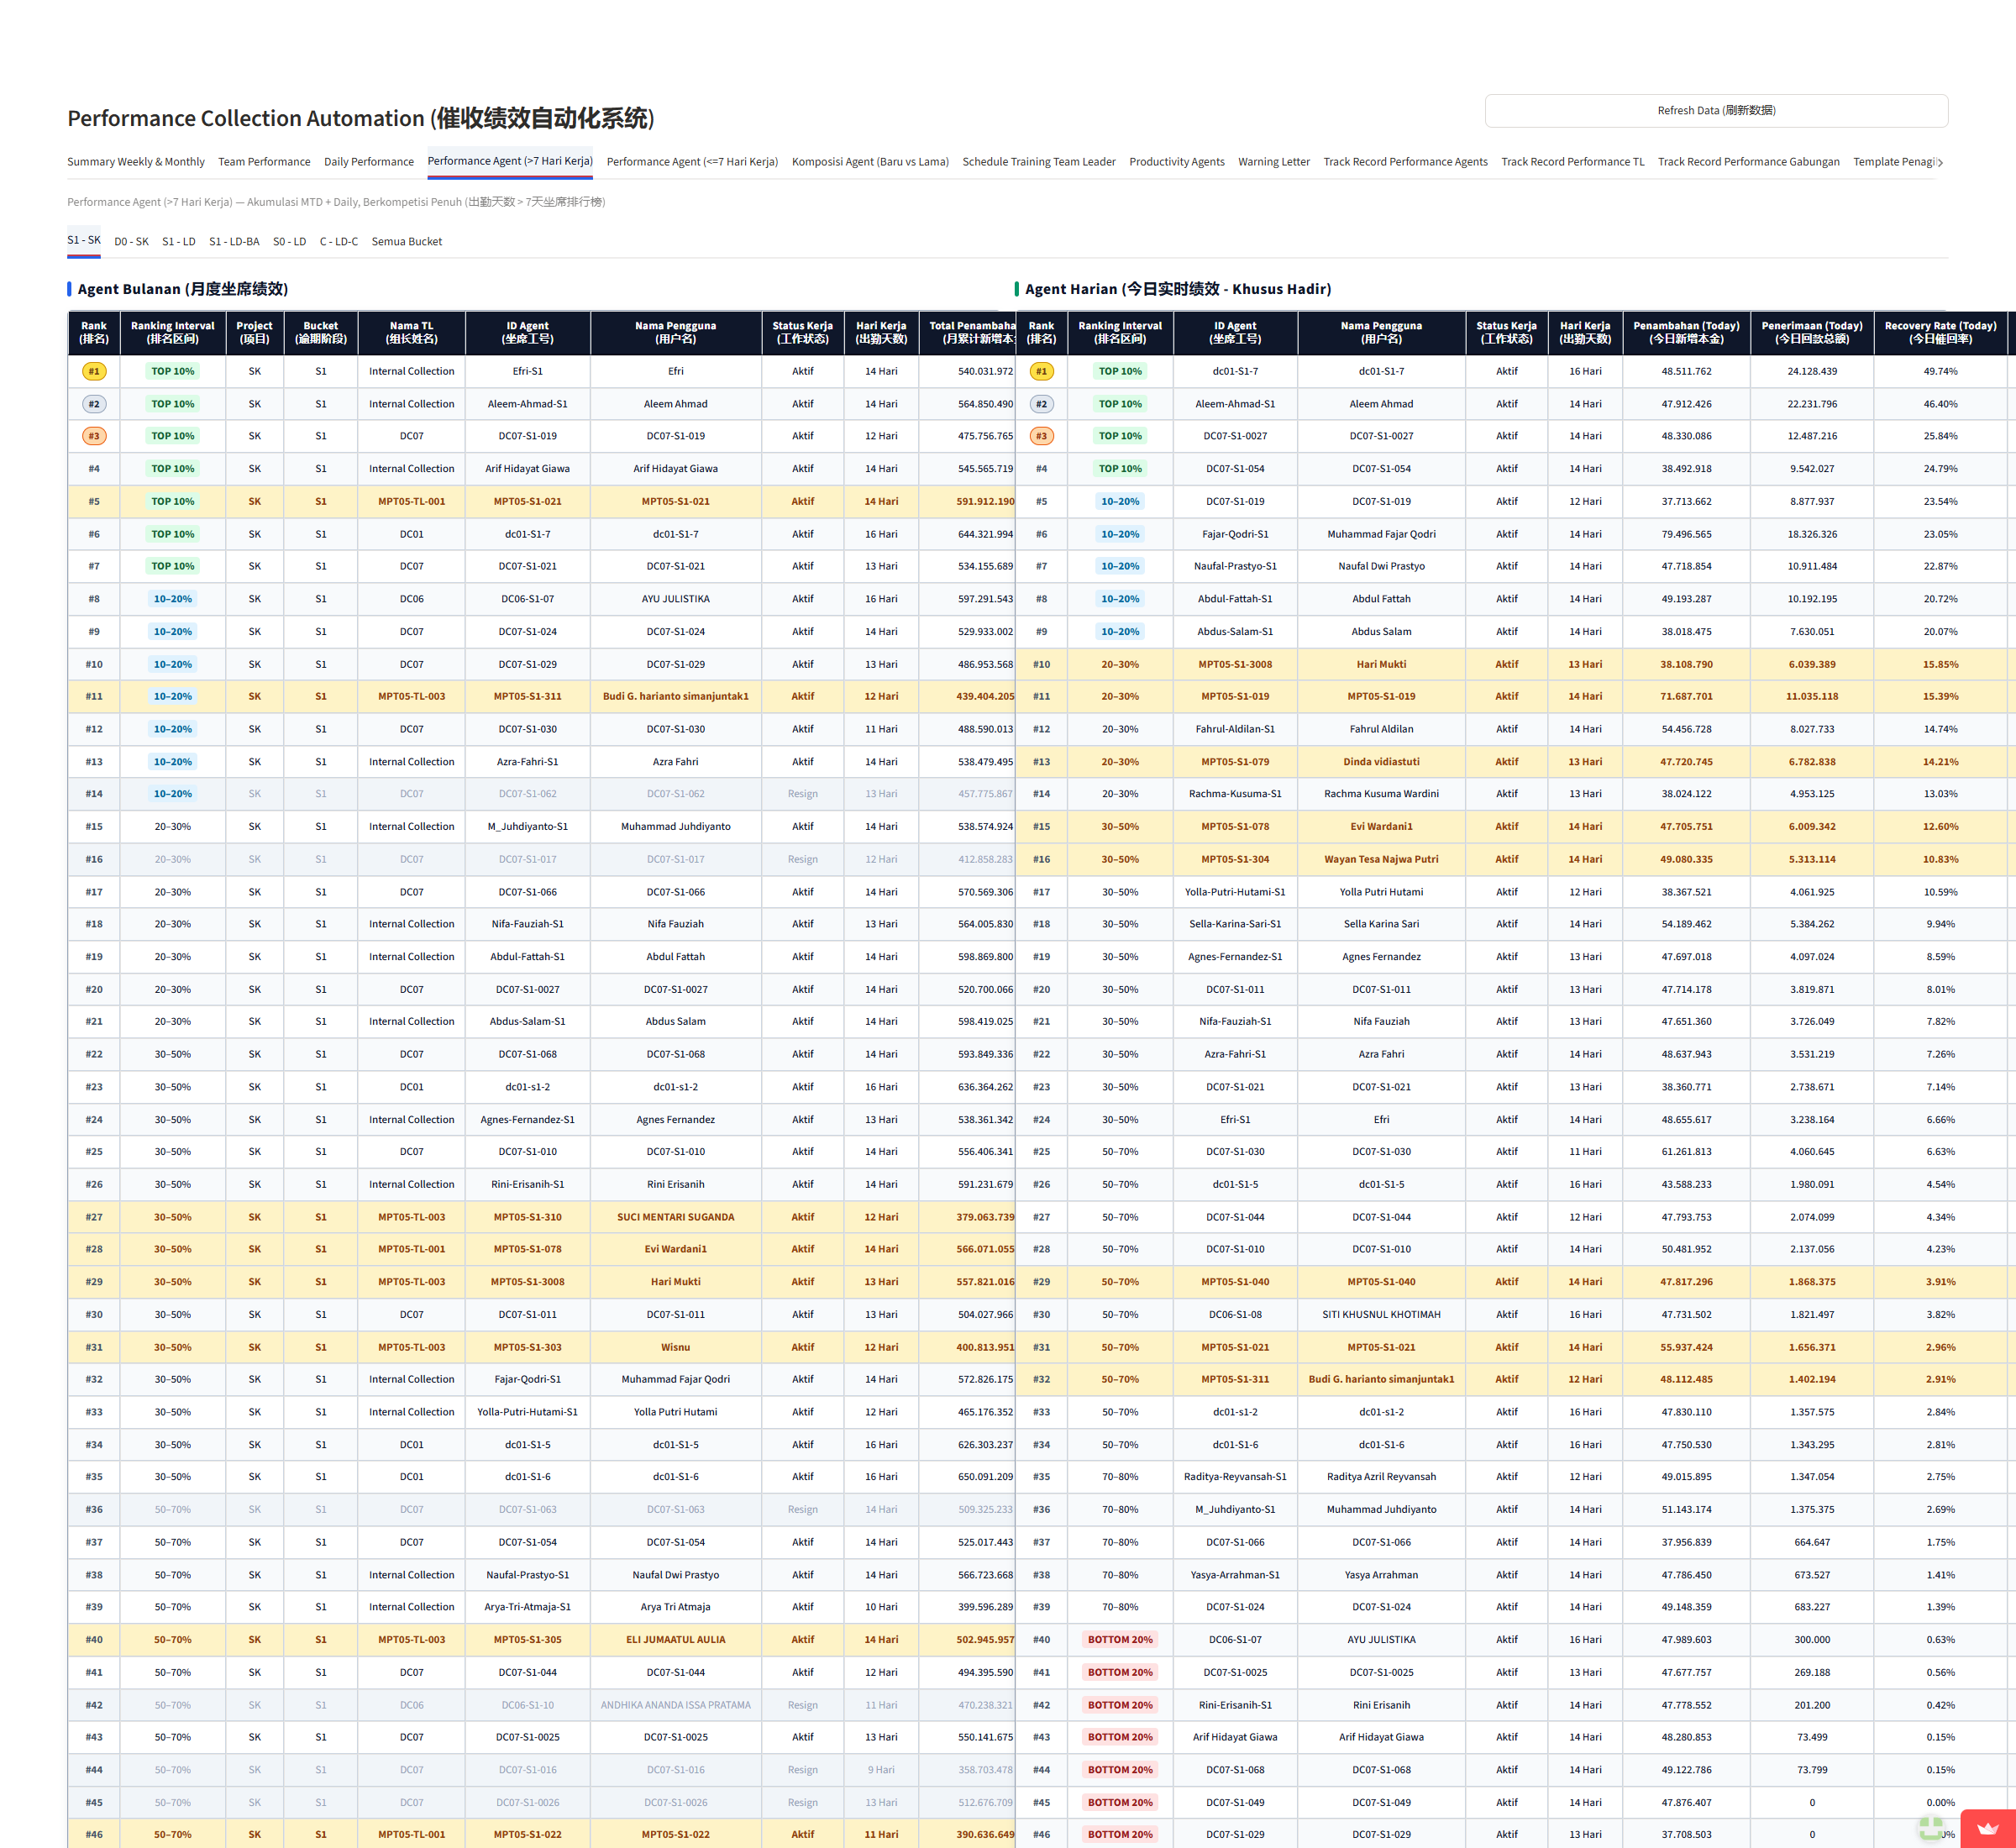 Performance Collection Automation (催收绩效自动化系统)
Refresh Data (刷新数据)
Summary Weekly & Monthly Team Performance Daily Performance Performance Agent (>7 Hari Kerja) Performance Agent (<=7 Hari Kerja) Komposisi Agent (Baru vs Lama) Schedule Training Team Leader Productivity Agents Warning Letter Track Record Performance Agents Track Record Performance TL Track Record Performance Gabungan Template Penagi
Performance Agent (>7 Hari Kerja) — Akumulasi MTD + Daily, Berkompetisi Penuh (出勤天数 > 7天坐席排行榜)
S1 - SK D0 - SK S1 - LD S1 - LD-BA S0 - LD C - LD-C Semua Bucket
Agent Bulanan (月度坐席绩效)
Rank Ranking Interval Project Bucket Nama TL ID Agent Nama Pengguna Status Kerja Hari Kerja Total Penambaha
(排名) (排名区间) (项目) (逾期阶段) (组长姓名) (坐席工号) (用户名) (工作状态) (出勤天数) (月累计新增本
#1 TOP 10% SK S1 Internal Collection Efri-S1 Efri Aktif 14 Hari 540.031.972
#2 TOP 10% SK S1 Internal Collection Aleem-Ahmad-S1 Aleem Ahmad Aktif 14 Hari 564.850.490
#3 TOP 10% SK S1 DC07 DC07-S1-019 DC07-S1-019 Aktif 12 Hari 475.756.765
#4 TOP 10% SK S1 Internal Collection Arif Hidayat Giawa Arif Hidayat Giawa Aktif 14 Hari 545.565.719
#5 TOP 10% SK S1 MPT05-TL-001 MPT05-S1-021 MPT05-S1-021 Aktif 14 Hari 591.912.190
#6 TOP 10% SK S1 DC01 dc01-S1-7 dc01-S1-7 Aktif 16 Hari 644.321.994
#7 TOP 10% SK S1 DC07 DC07-S1-021 DC07-S1-021 Aktif 13 Hari 534.155.689
#8 10–20% SK S1 DC06 DC06-S1-07 AYU JULISTIKA Aktif 16 Hari 597.291.543
#9 10–20% SK S1 DC07 DC07-S1-024 DC07-S1-024 Aktif 14 Hari 529.933.002
#10 10–20% SK S1 DC07 DC07-S1-029 DC07-S1-029 Aktif 13 Hari 486.953.568
#11 10–20% SK S1 MPT05-TL-003 MPT05-S1-311 Budi G. harianto simanjuntak1 Aktif 12 Hari 439.404.205
#12 10–20% SK S1 DC07 DC07-S1-030 DC07-S1-030 Aktif 11 Hari 488.590.013
#13 10–20% SK S1 Internal Collection Azra-Fahri-S1 Azra Fahri Aktif 14 Hari 538.479.495
#14 10–20% SK S1 DC07 DC07-S1-062 DC07-S1-062 Resign 13 Hari 457.775.867
#15 20–30% SK S1 Internal Collection M_Juhdiyanto-S1 Muhammad Juhdiyanto Aktif 14 Hari 538.574.924
#16 20–30% SK S1 DC07 DC07-S1-017 DC07-S1-017 Resign 12 Hari 412.858.283
#17 20–30% SK S1 DC07 DC07-S1-066 DC07-S1-066 Aktif 14 Hari 570.569.306
#18 20–30% SK S1 Internal Collection Nifa-Fauziah-S1 Nifa Fauziah Aktif 13 Hari 564.005.830
#19 20–30% SK S1 Internal Collection Abdul-Fattah-S1 Abdul Fattah Aktif 14 Hari 598.869.800
#20 20–30% SK S1 DC07 DC07-S1-0027 DC07-S1-0027 Aktif 14 Hari 520.700.066
#21 20–30% SK S1 Internal Collection Abdus-Salam-S1 Abdus Salam Aktif 14 Hari 598.419.025
#22 30–50% SK S1 DC07 DC07-S1-068 DC07-S1-068 Aktif 14 Hari 593.849.336
#23 30–50% SK S1 DC01 dc01-s1-2 dc01-s1-2 Aktif 16 Hari 636.364.262
#24 30–50% SK S1 Internal Collection Agnes-Fernandez-S1 Agnes Fernandez Aktif 13 Hari 538.361.342
#25 30–50% SK S1 DC07 DC07-S1-010 DC07-S1-010 Aktif 14 Hari 556.406.341
#26 30–50% SK S1 Internal Collection Rini-Erisanih-S1 Rini Erisanih Aktif 14 Hari 591.231.679
#27 30–50% SK S1 MPT05-TL-003 MPT05-S1-310 SUCI MENTARI SUGANDA Aktif 12 Hari 379.063.739
#28 30–50% SK S1 MPT05-TL-001 MPT05-S1-078 Evi Wardani1 Aktif 14 Hari 566.071.055
#29 30–50% SK S1 MPT05-TL-003 MPT05-S1-3008 Hari Mukti Aktif 13 Hari 557.821.016
#30 30–50% SK S1 DC07 DC07-S1-011 DC07-S1-011 Aktif 13 Hari 504.027.966
#31 30–50% SK S1 MPT05-TL-003 MPT05-S1-303 Wisnu Aktif 12 Hari 400.813.951
#32 30–50% SK S1 Internal Collection Fajar-Qodri-S1 Muhammad Fajar Qodri Aktif 14 Hari 572.826.175
#33 30–50% SK S1 Internal Collection Yolla-Putri-Hutami-S1 Yolla Putri Hutami Aktif 12 Hari 465.176.352
#34 30–50% SK S1 DC01 dc01-S1-5 dc01-S1-5 Aktif 16 Hari 626.303.237
#35 30–50% SK S1 DC01 dc01-S1-6 dc01-S1-6 Aktif 16 Hari 650.091.209
#36 50–70% SK S1 DC07 DC07-S1-063 DC07-S1-063 Resign 14 Hari 509.325.233
#37 50–70% SK S1 DC07 DC07-S1-054 DC07-S1-054 Aktif 14 Hari 525.017.443
#38 50–70% SK S1 Internal Collection Naufal-Prastyo-S1 Naufal Dwi Prastyo Aktif 14 Hari 566.723.668
#39 50–70% SK S1 Internal Collection Arya-Tri-Atmaja-S1 Arya Tri Atmaja Aktif 10 Hari 399.596.289
#40 50–70% SK S1 MPT05-TL-003 MPT05-S1-305 ELI JUMAATUL AULIA Aktif 14 Hari 502.945.957
#41 50–70% SK S1 DC07 DC07-S1-044 DC07-S1-044 Aktif 12 Hari 494.395.590
#42 50–70% SK S1 DC06 DC06-S1-10 ANDHIKA ANANDA ISSA PRATAMA Resign 11 Hari 470.238.321
#43 50–70% SK S1 DC07 DC07-S1-0025 DC07-S1-0025 Aktif 13 Hari 550.141.675
#44 50–70% SK S1 DC07 DC07-S1-016 DC07-S1-016 Resign 9 Hari 358.703.478
#45 50–70% SK S1 DC07 DC07-S1-0026 DC07-S1-0026 Resign 13 Hari 512.676.709
#46 50–70% SK S1 MPT05-TL-001 MPT05-S1-022 MPT05-S1-022 Aktif 11 Hari 390.636.649
Agent Harian (今日实时绩效 - Khusus Hadir)
Rank Ranking Interval ID Agent Nama Pengguna Status Kerja Hari Kerja Penambahan (Today) Penerimaan (Today) Recovery Rate (Today)
(排名) (排名区间) (坐席工号) (用户名) (工作状态) (出勤天数) (今日新增本金) (今日回款总额) (今日催回率)
#1 TOP 10% dc01-S1-7 dc01-S1-7 Aktif 16 Hari 48.511.762 24.128.439 49.74%
#2 TOP 10% Aleem-Ahmad-S1 Aleem Ahmad Aktif 14 Hari 47.912.426 22.231.796 46.40%
#3 TOP 10% DC07-S1-0027 DC07-S1-0027 Aktif 14 Hari 48.330.086 12.487.216 25.84%
#4 TOP 10% DC07-S1-054 DC07-S1-054 Aktif 14 Hari 38.492.918 9.542.027 24.79%
#5 10–20% DC07-S1-019 DC07-S1-019 Aktif 12 Hari 37.713.662 8.877.937 23.54%
#6 10–20% Fajar-Qodri-S1 Muhammad Fajar Qodri Aktif 14 Hari 79.496.565 18.326.326 23.05%
#7 10–20% Naufal-Prastyo-S1 Naufal Dwi Prastyo Aktif 14 Hari 47.718.854 10.911.484 22.87%
#8 10–20% Abdul-Fattah-S1 Abdul Fattah Aktif 14 Hari 49.193.287 10.192.195 20.72%
#9 10–20% Abdus-Salam-S1 Abdus Salam Aktif 14 Hari 38.018.475 7.630.051 20.07%
#10 20–30% MPT05-S1-3008 Hari Mukti Aktif 13 Hari 38.108.790 6.039.389 15.85%
#11 20–30% MPT05-S1-019 MPT05-S1-019 Aktif 14 Hari 71.687.701 11.035.118 15.39%
#12 20–30% Fahrul-Aldilan-S1 Fahrul Aldilan Aktif 14 Hari 54.456.728 8.027.733 14.74%
#13 20–30% MPT05-S1-079 Dinda vidiastuti Aktif 13 Hari 47.720.745 6.782.838 14.21%
#14 20–30% Rachma-Kusuma-S1 Rachma Kusuma Wardini Aktif 13 Hari 38.024.122 4.953.125 13.03%
#15 30–50% MPT05-S1-078 Evi Wardani1 Aktif 14 Hari 47.705.751 6.009.342 12.60%
#16 30–50% MPT05-S1-304 Wayan Tesa Najwa Putri Aktif 14 Hari 49.080.335 5.313.114 10.83%
#17 30–50% Yolla-Putri-Hutami-S1 Yolla Putri Hutami Aktif 12 Hari 38.367.521 4.061.925 10.59%
#18 30–50% Sella-Karina-Sari-S1 Sella Karina Sari Aktif 14 Hari 54.189.462 5.384.262 9.94%
#19 30–50% Agnes-Fernandez-S1 Agnes Fernandez Aktif 13 Hari 47.697.018 4.097.024 8.59%
#20 30–50% DC07-S1-011 DC07-S1-011 Aktif 13 Hari 47.714.178 3.819.871 8.01%
#21 30–50% Nifa-Fauziah-S1 Nifa Fauziah Aktif 13 Hari 47.651.360 3.726.049 7.82%
#22 30–50% Azra-Fahri-S1 Azra Fahri Aktif 14 Hari 48.637.943 3.531.219 7.26%
#23 30–50% DC07-S1-021 DC07-S1-021 Aktif 13 Hari 38.360.771 2.738.671 7.14%
#24 30–50% Efri-S1 Efri Aktif 14 Hari 48.655.617 3.238.164 6.66%
#25 50–70% DC07-S1-030 DC07-S1-030 Aktif 11 Hari 61.261.813 4.060.645 6.63%
#26 50–70% dc01-S1-5 dc01-S1-5 Aktif 16 Hari 43.588.233 1.980.091 4.54%
#27 50–70% DC07-S1-044 DC07-S1-044 Aktif 12 Hari 47.793.753 2.074.099 4.34%
#28 50–70% DC07-S1-010 DC07-S1-010 Aktif 14 Hari 50.481.952 2.137.056 4.23%
#29 50–70% MPT05-S1-040 MPT05-S1-040 Aktif 14 Hari 47.817.296 1.868.375 3.91%
#30 50–70% DC06-S1-08 SITI KHUSNUL KHOTIMAH Aktif 16 Hari 47.731.502 1.821.497 3.82%
#31 50–70% MPT05-S1-021 MPT05-S1-021 Aktif 14 Hari 55.937.424 1.656.371 2.96%
#32 50–70% MPT05-S1-311 Budi G. harianto simanjuntak1 Aktif 12 Hari 48.112.485 1.402.194 2.91%
#33 50–70% dc01-s1-2 dc01-s1-2 Aktif 16 Hari 47.830.110 1.357.575 2.84%
#34 50–70% dc01-S1-6 dc01-S1-6 Aktif 16 Hari 47.750.530 1.343.295 2.81%
#35 70–80% Raditya-Reyvansah-S1 Raditya Azril Reyvansah Aktif 12 Hari 49.015.895 1.347.054 2.75%
#36 70–80% M_Juhdiyanto-S1 Muhammad Juhdiyanto Aktif 14 Hari 51.143.174 1.375.375 2.69%
#37 70–80% DC07-S1-066 DC07-S1-066 Aktif 14 Hari 37.956.839 664.647 1.75%
#38 70–80% Yasya-Arrahman-S1 Yasya Arrahman Aktif 14 Hari 47.786.450 673.527 1.41%
#39 70–80% DC07-S1-024 DC07-S1-024 Aktif 14 Hari 49.148.359 683.227 1.39%
#40 BOTTOM 20% DC06-S1-07 AYU JULISTIKA Aktif 16 Hari 47.989.603 300.000 0.63%
#41 BOTTOM 20% DC07-S1-0025 DC07-S1-0025 Aktif 13 Hari 47.677.757 269.188 0.56%
#42 BOTTOM 20% Rini-Erisanih-S1 Rini Erisanih Aktif 14 Hari 47.778.552 201.200 0.42%
#43 BOTTOM 20% Arif Hidayat Giawa Arif Hidayat Giawa Aktif 14 Hari 48.280.853 73.499 0.15%
#44 BOTTOM 20% DC07-S1-068 DC07-S1-068 Aktif 14 Hari 49.122.786 73.799 0.15%
#45 BOTTOM 20% DC07-S1-049 DC07-S1-049 Aktif 14 Hari 47.876.407 0 0.00%
#46 BOTTOM 20% DC07-S1-029 DC07-S1-029 Aktif 13 Hari 37.708.503 0